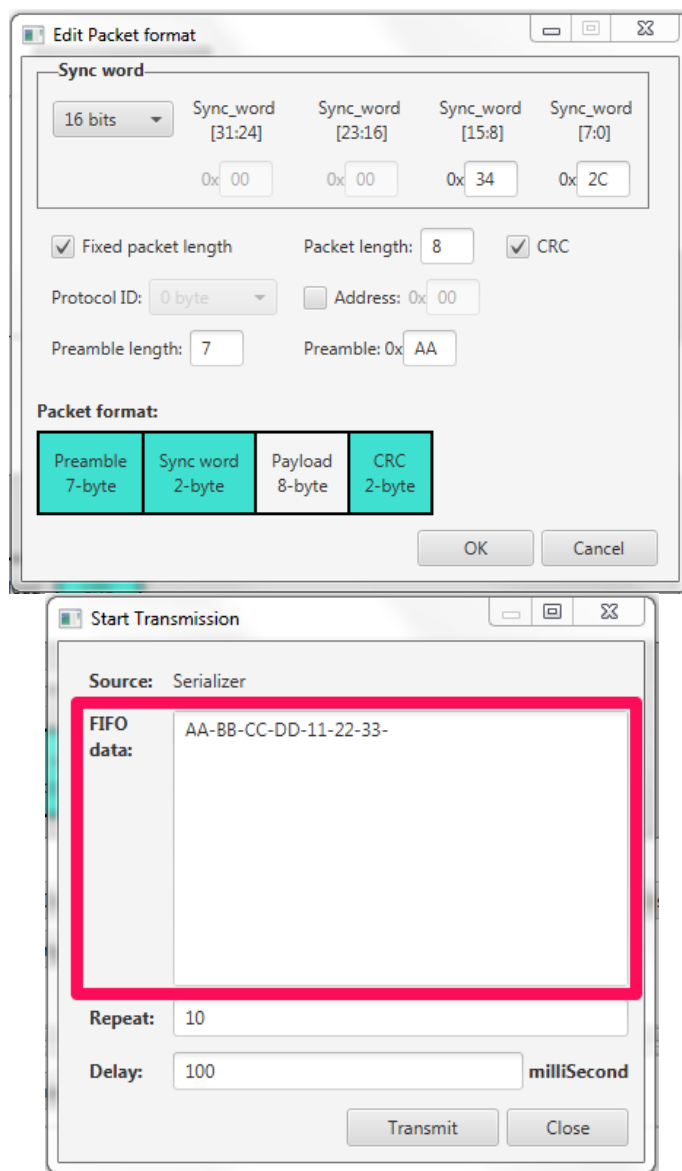 Edit Packet format
Sync word
16 bits
Sync_word Sync_word Sync_word Sync_word
[31:24] [23:16] [15:8] [7:0]
0x 00 0x 00 0x 34 0x 2C
Fixed packet length Packet length: 8 CRC
Protocol ID: 0 byte Address: 0x 00
Preamble length: 7 Preamble: 0x AA
Packet format:
Preamble Sync word Payload CRC
7-byte 2-byte 8-byte 2-byte
OK Cancel
Start Transmission
Source: Serializer
FIFO AA-BB-CC-DD-11-22-33-
data:
Repeat: 10
Delay: 100 milliSecond
Transmit Close